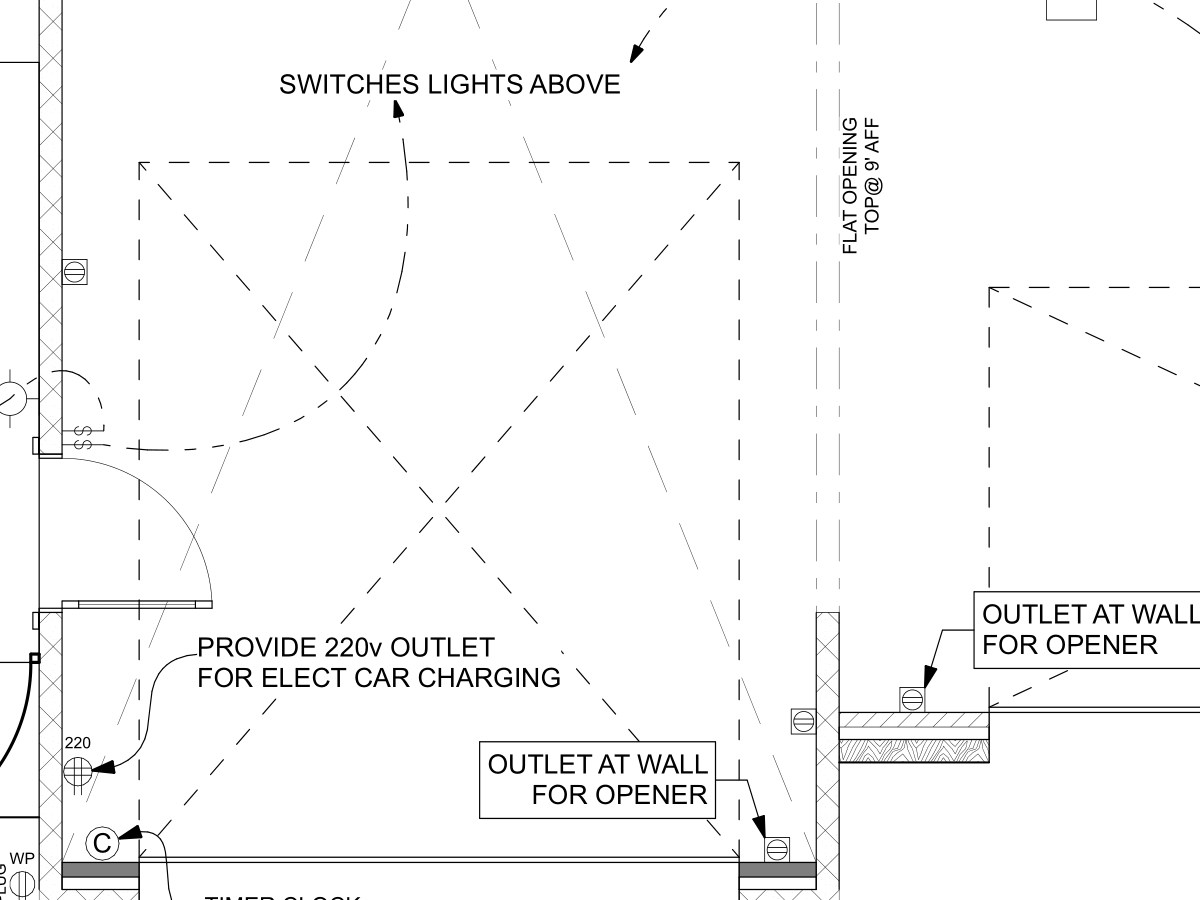 SWITCHES LIGHTS ABOVE
FLAT OPENING
TOP@ 9' AFF
S
S
S
S
OUTLET AT WALL
FOR OPENER
PROVIDE 220v OUTLET
FOR ELECT CAR CHARGING
220
OUTLET AT WALL
FOR OPENER
C
WP
TIMER CLOCK